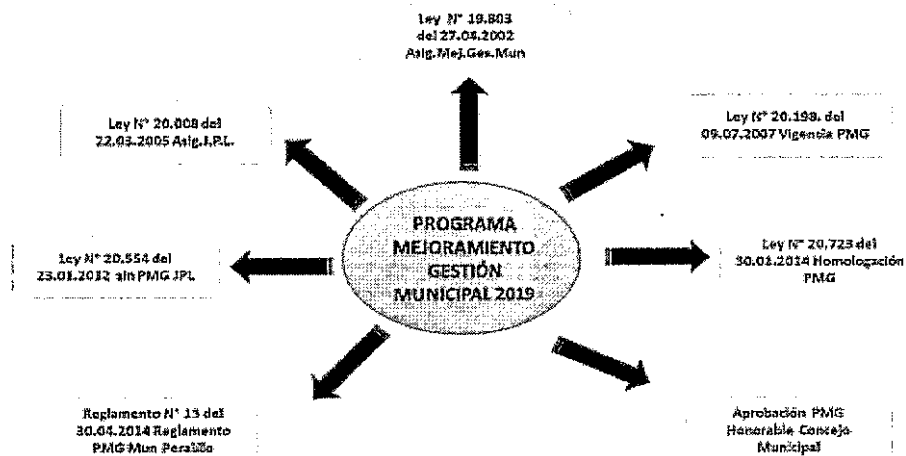 Ley N° 19.803
del 27.04.2002
Asig.Mej.Ges.Mun
Ley N° 20.008 del
22.03.2005 Asig.J.P.L.
Ley N° 20.198. del
09.07.2007 Vigencia PMG
PROGRAMA
MEJORAMIENTO
GESTIÓN
MUNICIPAL 2019
Ley N° 20.554 del
23.01.2012 sin PMG JPL
Ley N° 20.723 del
30.01.2014 Homologación
PMG
Reglamento N° 13 del
30.04.2014 Reglamento
PMG Mun Peralillo
Aprobación PMG
Honorable Concejo
Municipal